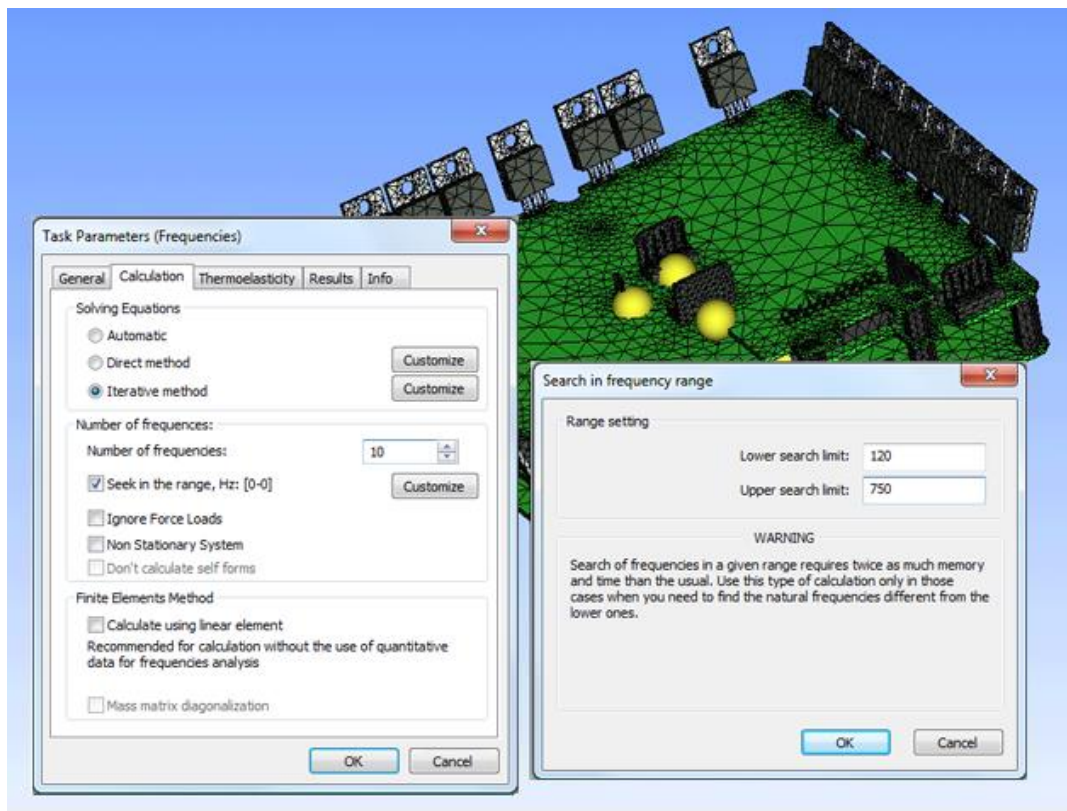 Task Parameters (Frequencies)
General Calculation Thermoelasticity Results Info
Solving Equations
Automatic
Direct method
Customize
Iterative method
Customize
Number of frequences:
Number of frequencies:
10
Seek in the range, Hz: [0-0]
Customize
Ignore Force Loads
Non Stationary System
Don't calculate self forms
Finite Elements Method
Calculate using linear element
Recommended for calculation without the use of quantitative
data for frequencies analysis
Mass matrix diagonalization
OK
Cancel
Search in frequency range
Range setting
Lower search limit:
120
Upper search limit:
750
WARNING
Search of frequencies in a given range requires twice as much memory
and time than the usual. Use this type of calculation only in those
cases when you need to find the natural frequencies different from the
lower ones.
OK
Cancel